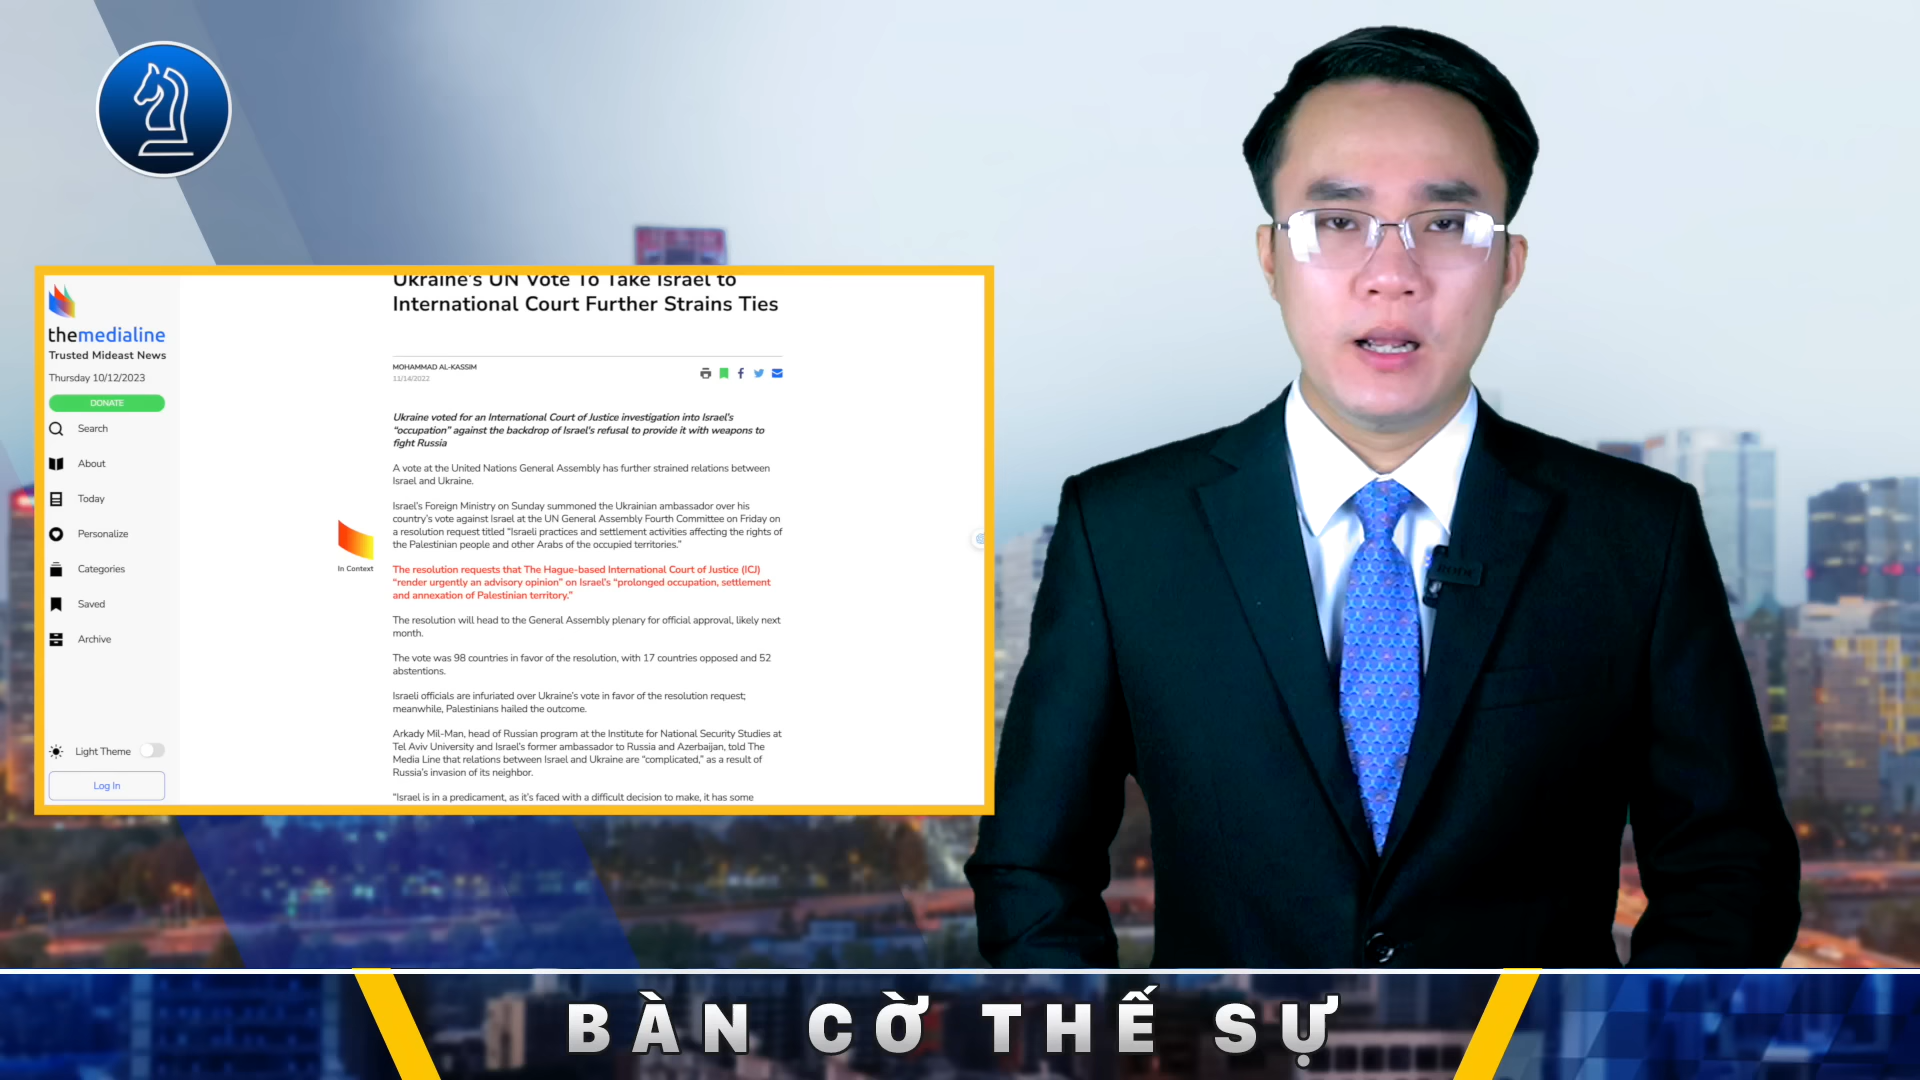 Ukraine's UN Vote To Take Israel to
International Court Further Strains Ties
themedialine
Trusted Mideast News
Thursday 10/12/2023
DONATE
Search
About
Today
Personalize
Categories
Saved
Archive
Light Theme
Log In
MOHAMMAD AL-KASSIM
11/14/2022
Ukraine voted for an International Court of Justice investigation into Israel's
“occupation” against the backdrop of Israel's refusal to provide it with weapons to
fight Russia
A vote at the United Nations General Assembly has further strained relations between
Israel and Ukraine.
Israel's Foreign Ministry on Sunday summoned the Ukrainian ambassador over his
country's vote against Israel at the UN General Assembly Fourth Committee on Friday on
a resolution request titled “Israeli practices and settlement activities affecting the rights of
the Palestinian people and other Arabs of the occupied territories.”
In Context
The resolution requests that The Hague-based International Court of Justice (ICJ)
“render urgently an advisory opinion” on Israel's “prolonged occupation, settlement
and annexation of Palestinian territory.”
The resolution will head to the General Assembly plenary for official approval, likely next
month.
The vote was 98 countries in favor of the resolution, with 17 countries opposed and 52
abstentions.
Israeli officials are infuriated over Ukraine's vote in favor of the resolution request;
meanwhile, Palestinians hailed the outcome.
Arkady Mil-Man, head of Russian program at the Institute for National Security Studies at
Tel Aviv University and Israel's former ambassador to Russia and Azerbaijan, told The
Media Line that relations between Israel and Ukraine are “complicated,” as a result of
Russia's invasion of its neighbor.
“Israel is in a predicament, as it's faced with a difficult decision to make, it has some
BÀN CỜ THẾ SỰ